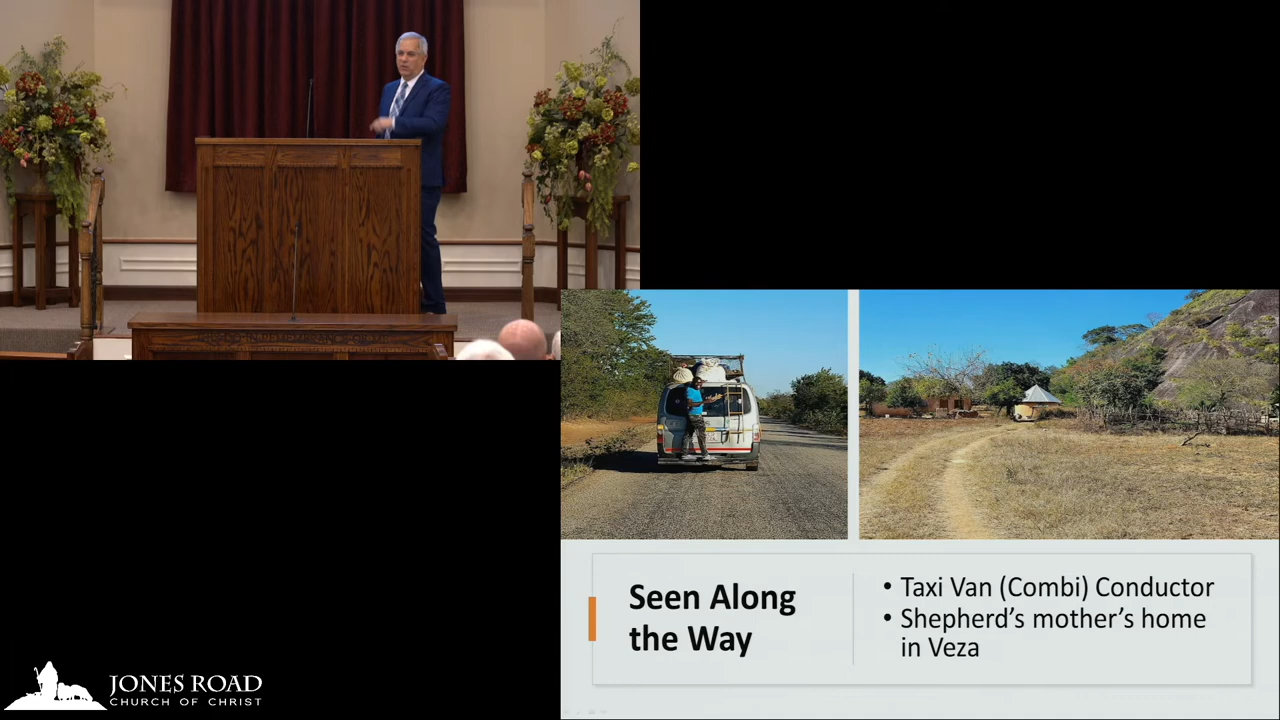 Seen Along
the Way
• Taxi Van (Combi) Conductor
• Shepherd's mother's home
in Veza
JONES ROAD
CHURCH OF CHRIST